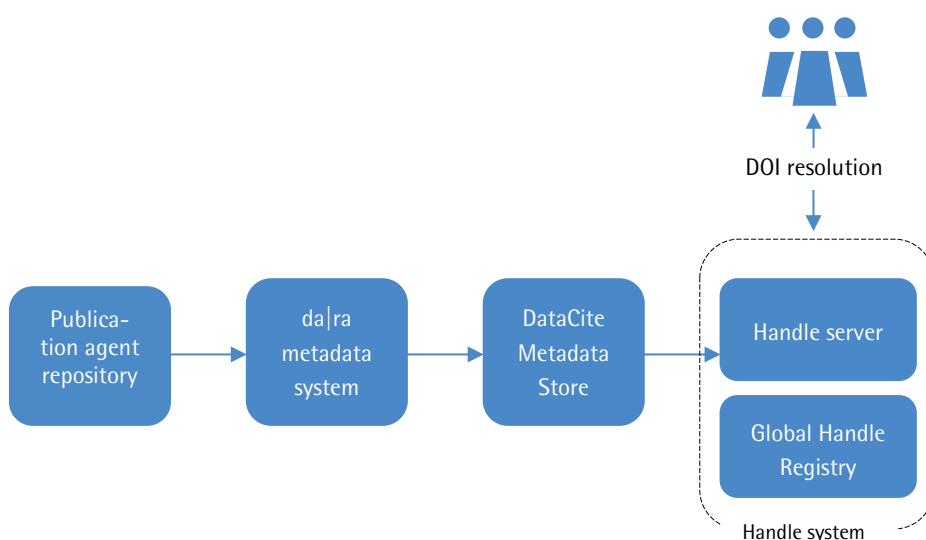 DOI resolution
Publica-
tion agent
repository
da|ra
metadata
system
DataCite
Metadata
Store
Handle server
Global Handle
Registry
Handle system